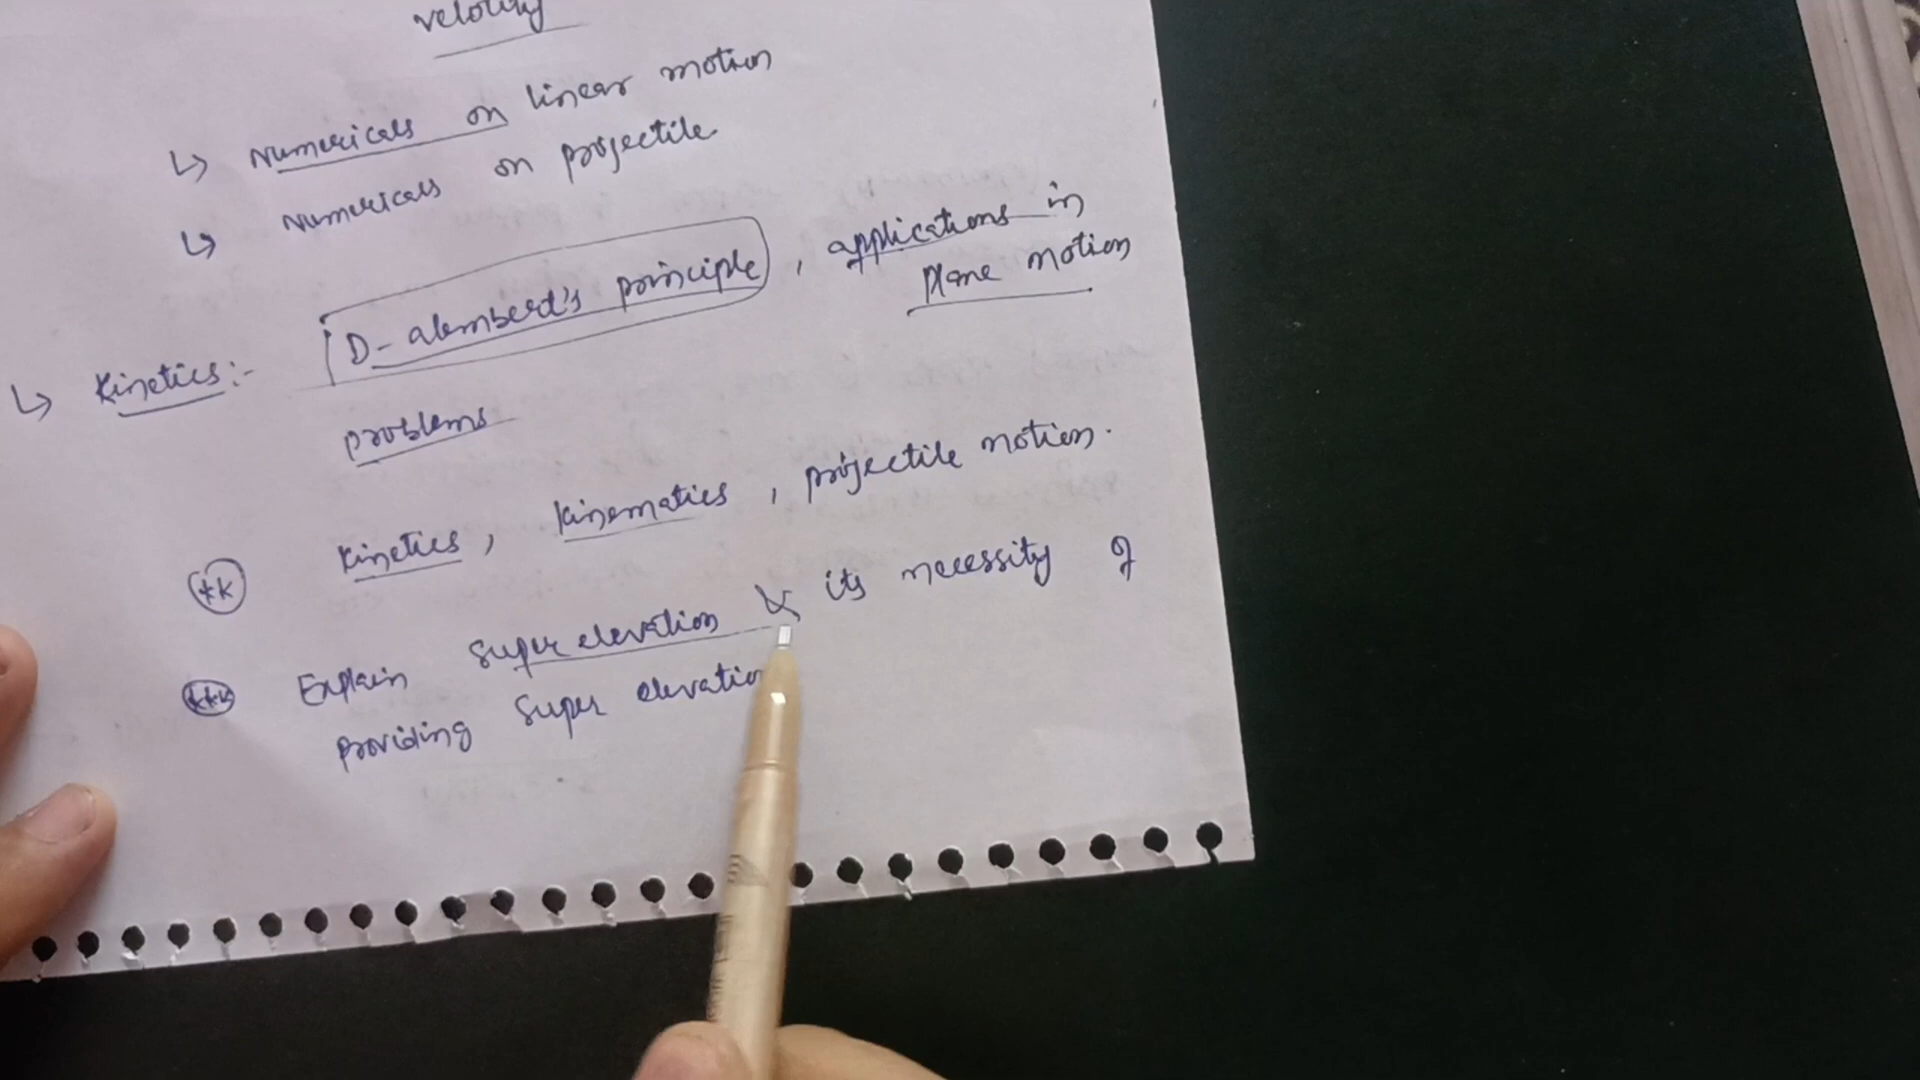 velocity
↳ Numericals on linear motion
↳ Numericals on projectile
↳ Kinetics:- D-alembert's principle, applications in
plane motion
problems
** Kinetics, kinematics, projectile motion.
*** Explain super elevation & its necessity of
providing super elevation